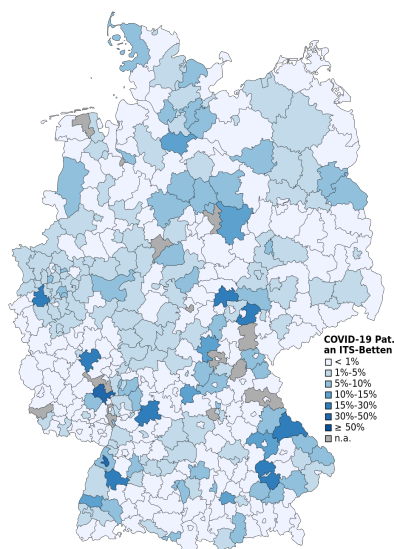 COVID-19 Pat.
an ITS-Betten
< 1%
1%-5%
5%-10%
10%-15%
15%-30%
30%-50%
≥ 50%
n.a.